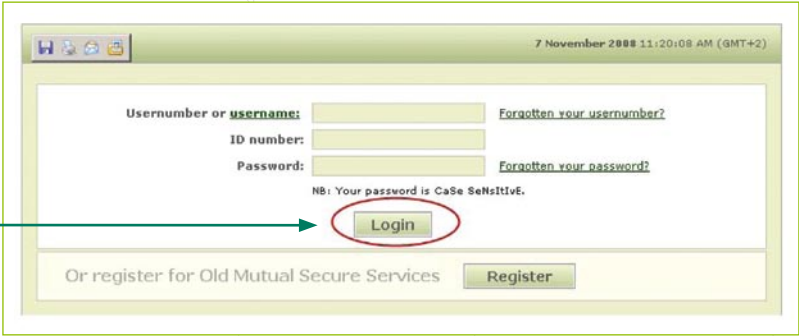 7 November 2008 11:20:08 AM (GMT+2)
Usernumber or username: Forgotten your usernumber?
ID number:
Password: Forgotten your password?
NB: Your password is CaSe SeNsItIvE.
Login
Or register for Old Mutual Secure Services Register